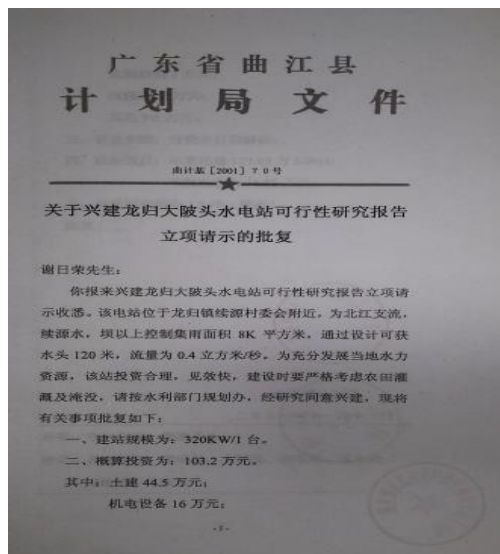 广东省曲江县
计划局文件
曲计基［2001］70号
关于兴建龙归大陂头水电站可行性研究报告
立项请示的批复
谢日荣先生：
你报来兴建龙归大陂头水电站可行性研究报告立项请
示收悉。该电站位于龙归镇续源村委会附近，为北江支流，
续源水，坝以上控制集雨面积 8K 平方米，通过设计可获
水头 120 米，流量为 0.4 立方米/秒。为充分发展当地水力
资源，该站投资合理，见效快，建设时要严格考虑农田灌
溉及淹没，请按水利部门规划办，经研究同意兴建，现将
有关事项批复如下：
一、建站规模为：320KW/1 台。
二、概算投资为：103.2 万元。
其中：土建 44.5 万元；
机电设备 16 万元；
-1-